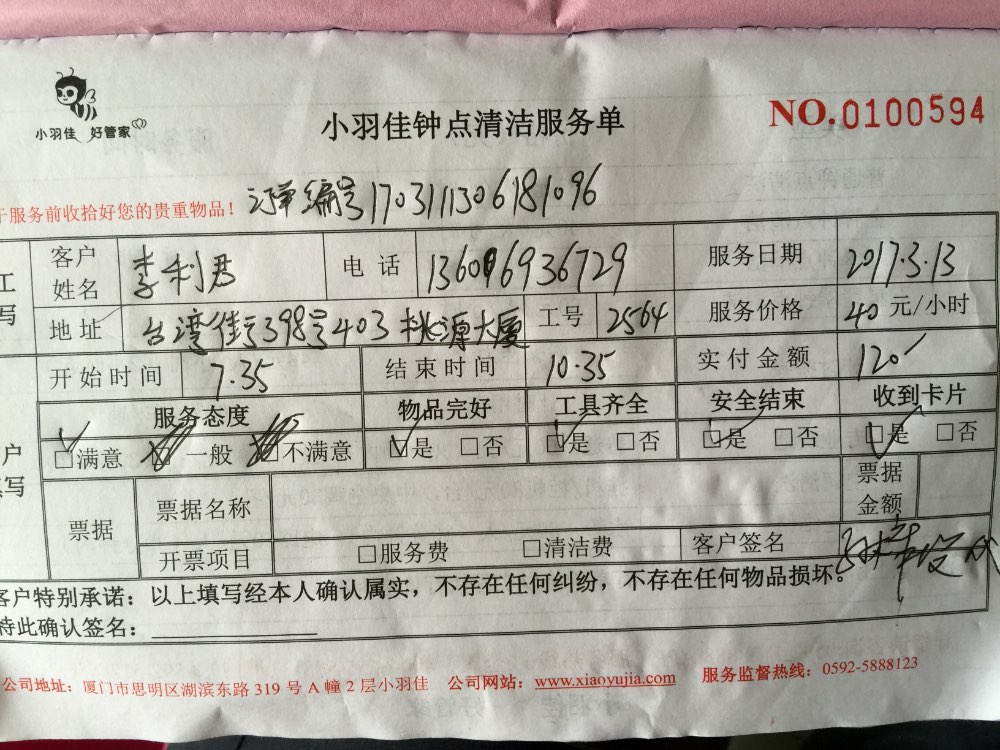 小羽佳 好管家
小羽佳钟点清洁服务单
NO.0100594
于服务前收拾好您的贵重物品！
订单编号1703111306181096
工
写
客户姓名 李利君 电话 13606936729 服务日期 2017.3.13
地址 台湾街398号403桃源大厦 工号 2564 服务价格 40 元/小时
开始时间 7.35 结束时间 10.35 实付金额 120
服务态度 物品完好 工具齐全 安全结束 收到卡片
户
写
□满意 □一般 □不满意 □是 □否 □是 □否 □是 □否 □是 □否
票据 票据名称 票据金额
开票项目 □服务费 □清洁费 客户签名
客户特别承诺：以上填写经本人确认属实，不存在任何纠纷，不存在任何物品损坏。
特此确认签名：
公司地址：厦门市思明区湖滨东路 319 号 A 幢 2 层小羽佳 公司网站：www.xiaoyujia.com 服务监督热线：0592-5888123